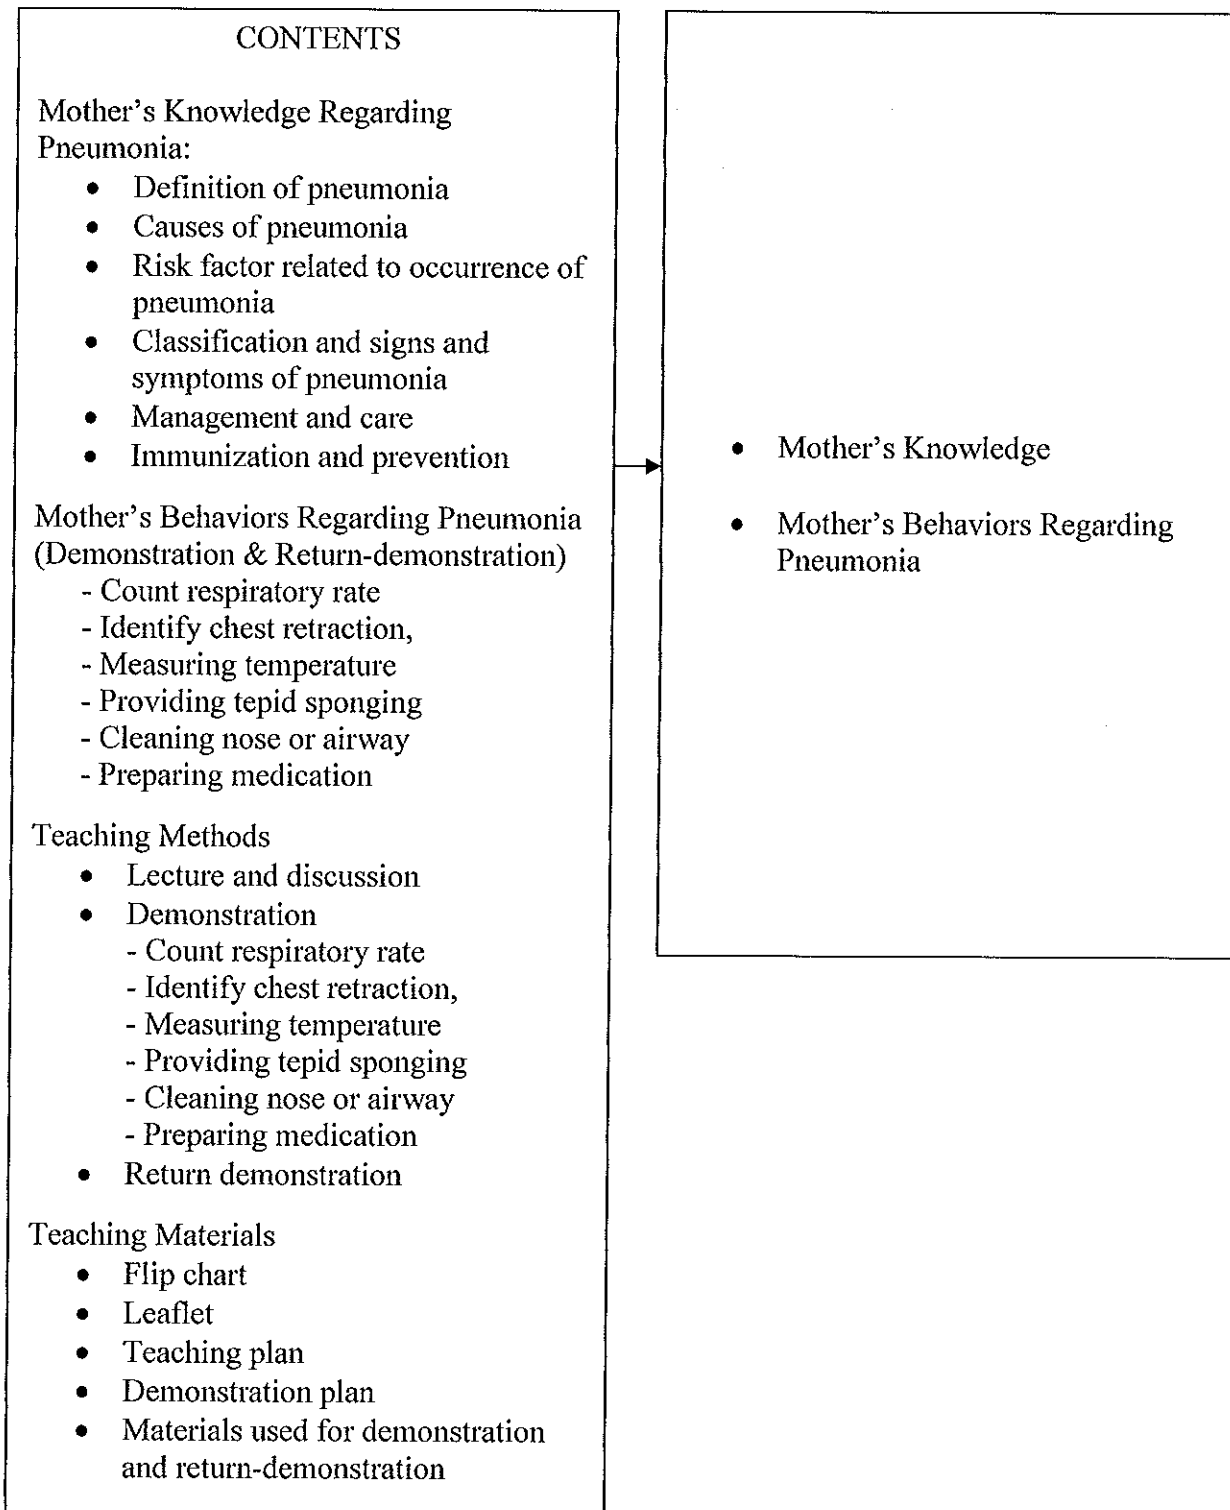 CONTENTS
Mother's Knowledge Regarding
Pneumonia:
• Definition of pneumonia
• Causes of pneumonia
• Risk factor related to occurrence of
pneumonia
• Classification and signs and
symptoms of pneumonia
• Management and care
• Immunization and prevention
Mother's Behaviors Regarding Pneumonia
(Demonstration & Return-demonstration)
- Count respiratory rate
- Identify chest retraction,
- Measuring temperature
- Providing tepid sponging
- Cleaning nose or airway
- Preparing medication
Teaching Methods
• Lecture and discussion
• Demonstration
- Count respiratory rate
- Identify chest retraction,
- Measuring temperature
- Providing tepid sponging
- Cleaning nose or airway
- Preparing medication
• Return demonstration
Teaching Materials
• Flip chart
• Leaflet
• Teaching plan
• Demonstration plan
• Materials used for demonstration
and return-demonstration
• Mother's Knowledge
• Mother's Behaviors Regarding
Pneumonia